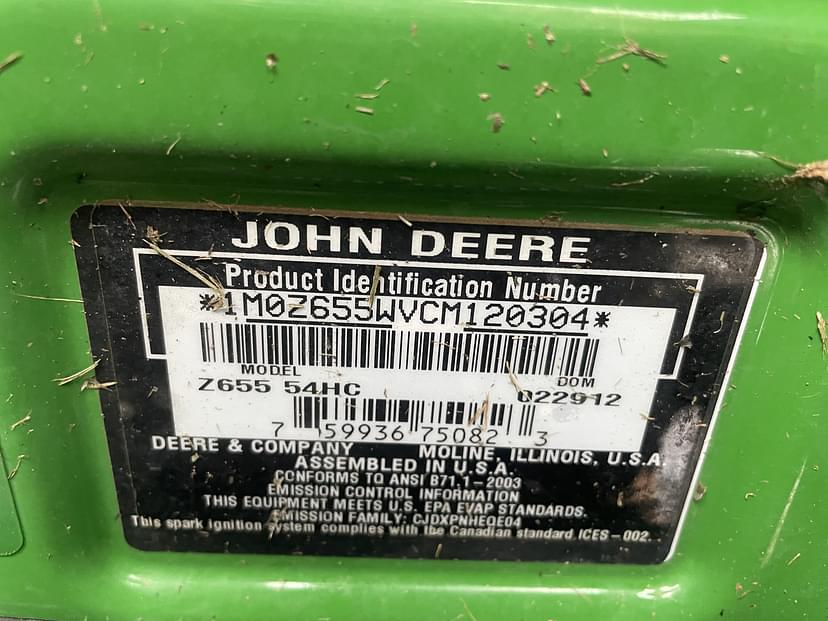 JOHN DEERE
Product Identification Number
*1M0Z655WVCM120304*
MODEL DOM
Z655 54HC 022912
7 59936 75082 3
DEERE & COMPANY MOLINE, ILLINOIS, U.S.A.
ASSEMBLED IN U.S.A.
CONFORMS TO ANSI B71.1-2003
EMISSION CONTROL INFORMATION
THIS EQUIPMENT MEETS U.S. EPA EVAP STANDARDS.
EMISSION FAMILY: CJDXPNHEQE04
This spark ignition system complies with the Canadian standard ICES-002.